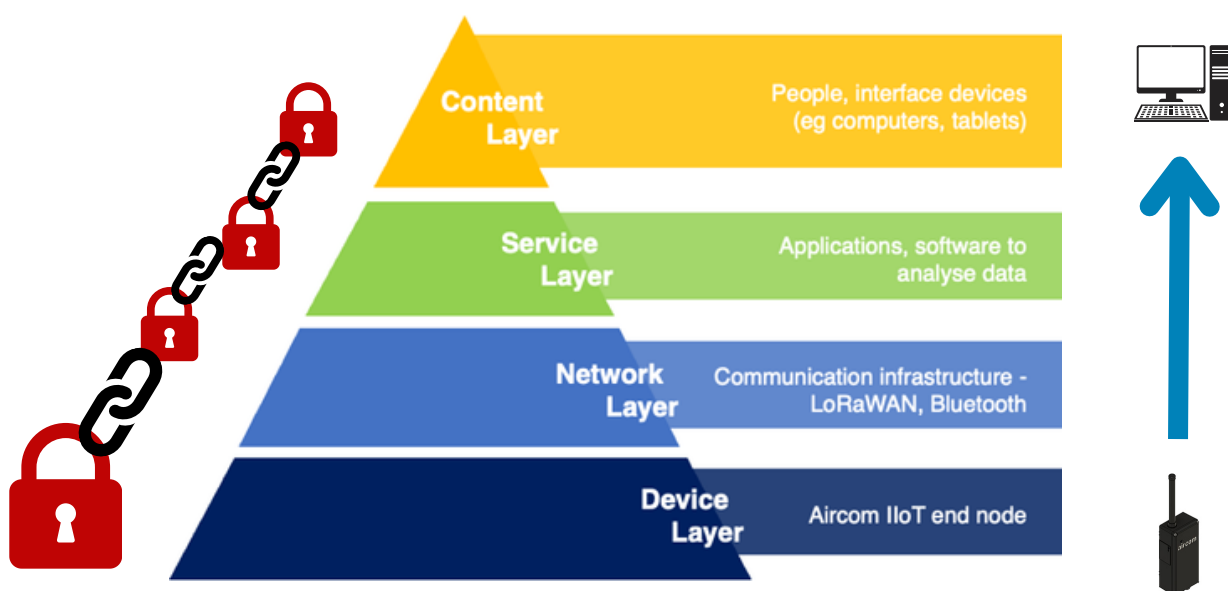 Content
Layer
People, interface devices
(eg computers, tablets)
Service
Layer
Applications, software to
analyse data
Network
Layer
Communication infrastructure -
LoRaWAN, Bluetooth
Device
Layer
Aircom IIoT end node
aircom